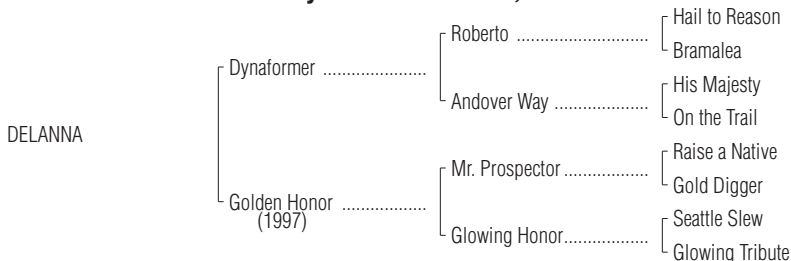 Hail to Reason
Roberto ............................
Bramalea
Dynaformer ......................
His Majesty
Andover Way ....................
On the Trail
DELANNA
Raise a Native
Mr. Prospector ..................
Gold Digger
Golden Honor ..................
(1997)
Seattle Slew
Glowing Honor ..................
Glowing Tribute